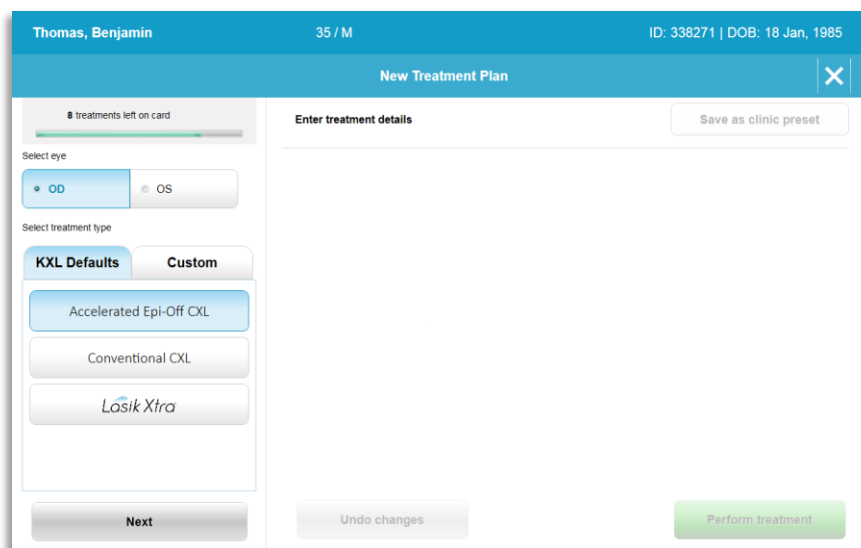 Thomas, Benjamin 35 / M ID: 338271 | DOB: 18 Jan, 1985
New Treatment Plan
8 treatments left on card
Enter treatment details
Save as clinic preset
Select eye
OD
OS
Select treatment type
KXL Defaults
Custom
Accelerated Epi-Off CXL
Conventional CXL
Lasik Xtra
Next
Undo changes
Perform treatment